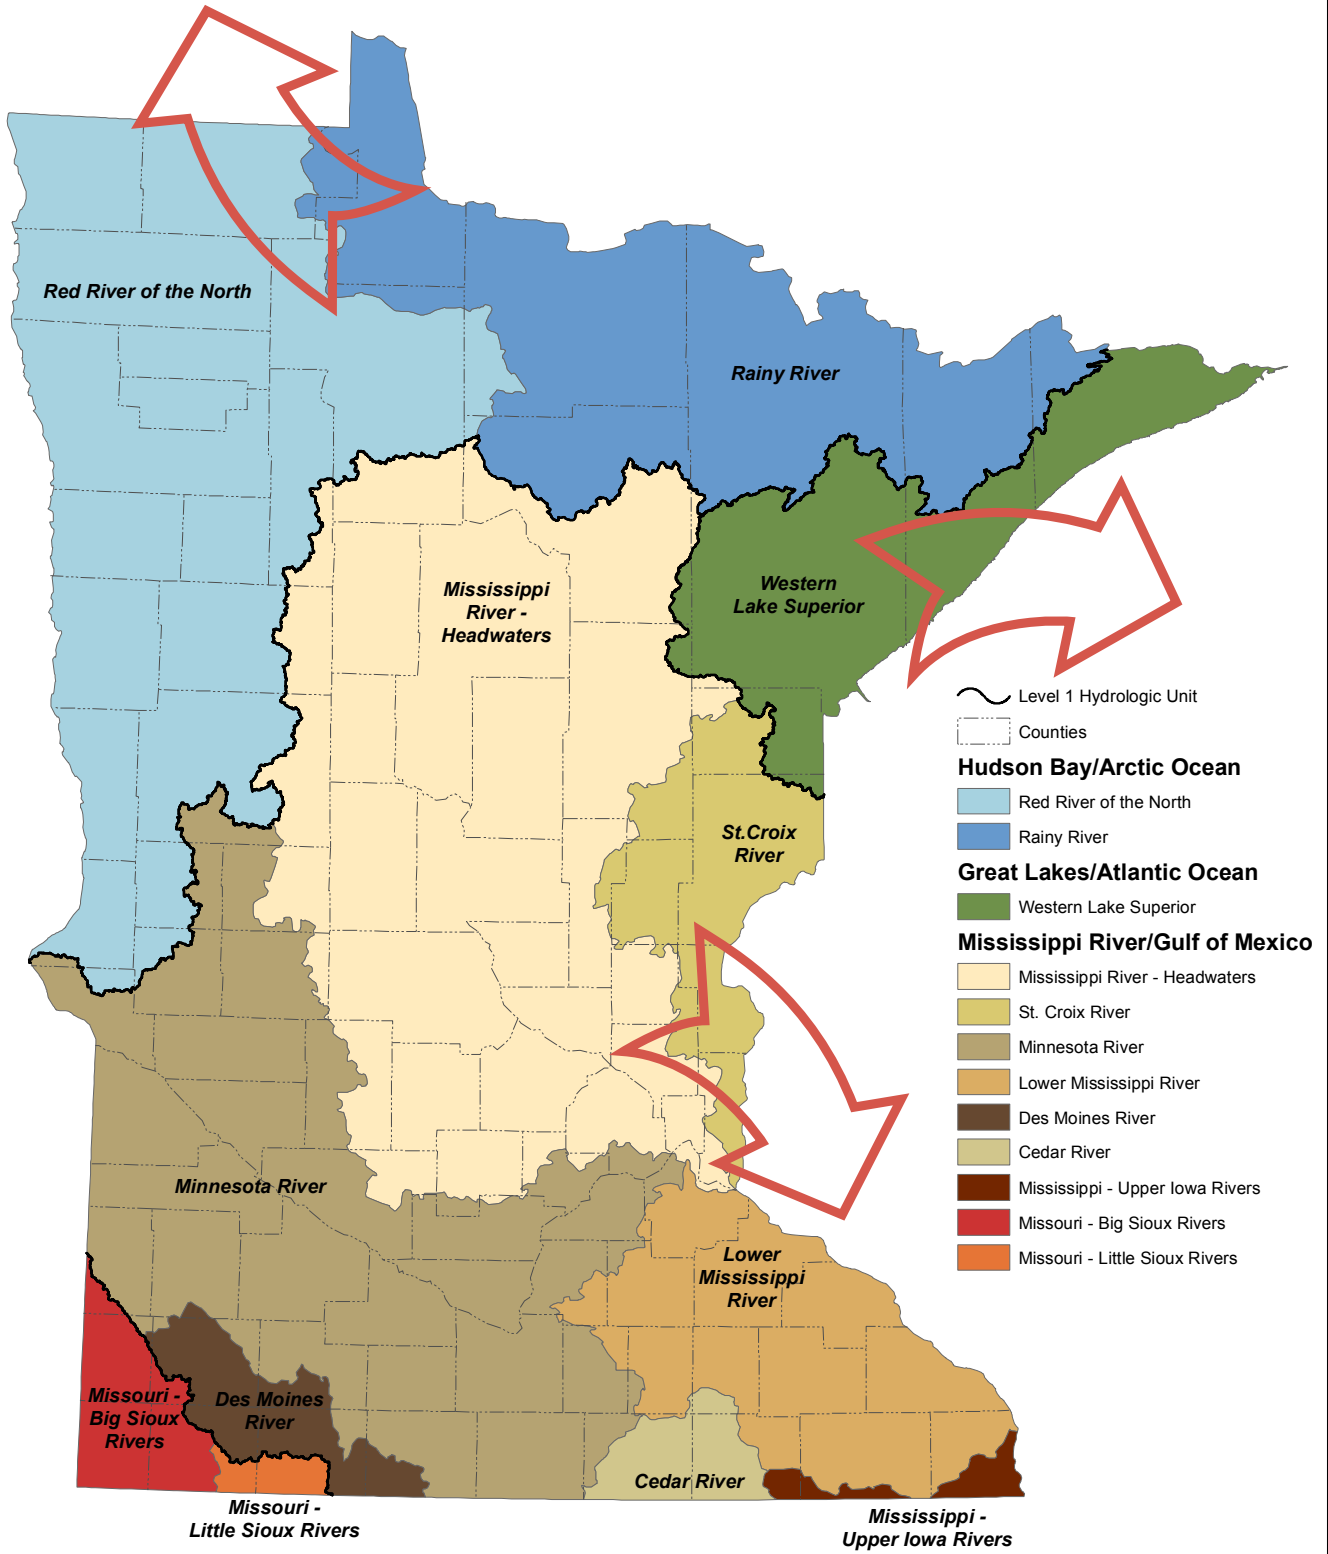 Red River of the North
Rainy River
Mississippi
River -
Headwaters
Western
Lake Superior
St.Croix
River
Minnesota River
Lower
Mississippi
River
Missouri -
Big Sioux
Rivers
Des Moines
River
Cedar River
Missouri -
Little Sioux Rivers
Mississippi -
Upper Iowa Rivers
Level 1 Hydrologic Unit
Counties
Hudson Bay/Arctic Ocean
Red River of the North
Rainy River
Great Lakes/Atlantic Ocean
Western Lake Superior
Mississippi River/Gulf of Mexico
Mississippi River - Headwaters
St. Croix River
Minnesota River
Lower Mississippi River
Des Moines River
Cedar River
Mississippi - Upper Iowa Rivers
Missouri - Big Sioux Rivers
Missouri - Little Sioux Rivers